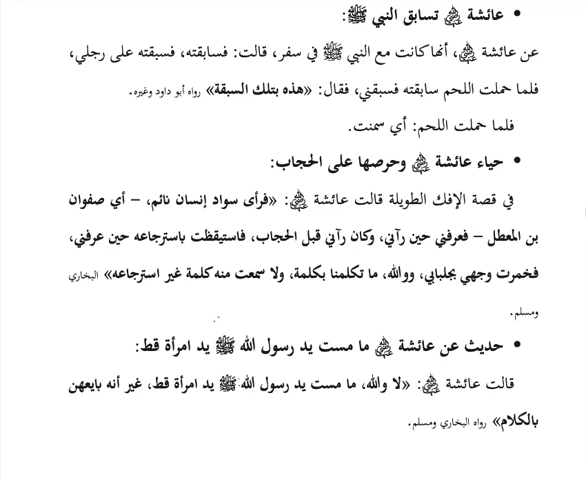 • عائشة ﵂ تسابق النبي ﷺ:
عن عائشة ﵂، أنها كانت مع النبي ﷺ في سفر، قالت: فسابقته، فسبقته على رجلي،
فلما حملت اللحم سابقته فسبقني، فقال: «هذه بتلك السبقة» رواه أبو داود وغيره.
فلما حملت اللحم: أي سمنت.
• حياء عائشة ﵂ وحرصها على الحجاب:
في قصة الإفك الطويلة قالت عائشة ﵂: «فرأى سواد إنسان نائم، – أي صفوان
بن المعطل – فعرفني حين رآني، وكان رآني قبل الحجاب، فاستيقظت باسترجاعه حين عرفني،
فخمرت وجهي بجلبابي، ووالله، ما تكلمنا بكلمة، ولا سمعت منه كلمة غير استرجاعه» البخاري
ومسلم.
• حديث عن عائشة ﵂ ما مست يد رسول الله ﷺ يد امرأة قط:
قالت عائشة ﵂: «لا والله، ما مست يد رسول الله ﷺ يد امرأة قط، غير أنه بايعهن
بالكلام» رواه البخاري ومسلم.